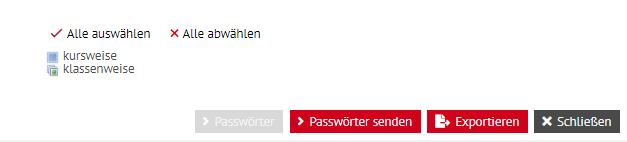 Alle auswählen Alle abwählen
kursweise
klassenweise
Passwörter Passwörter senden Exportieren Schließen